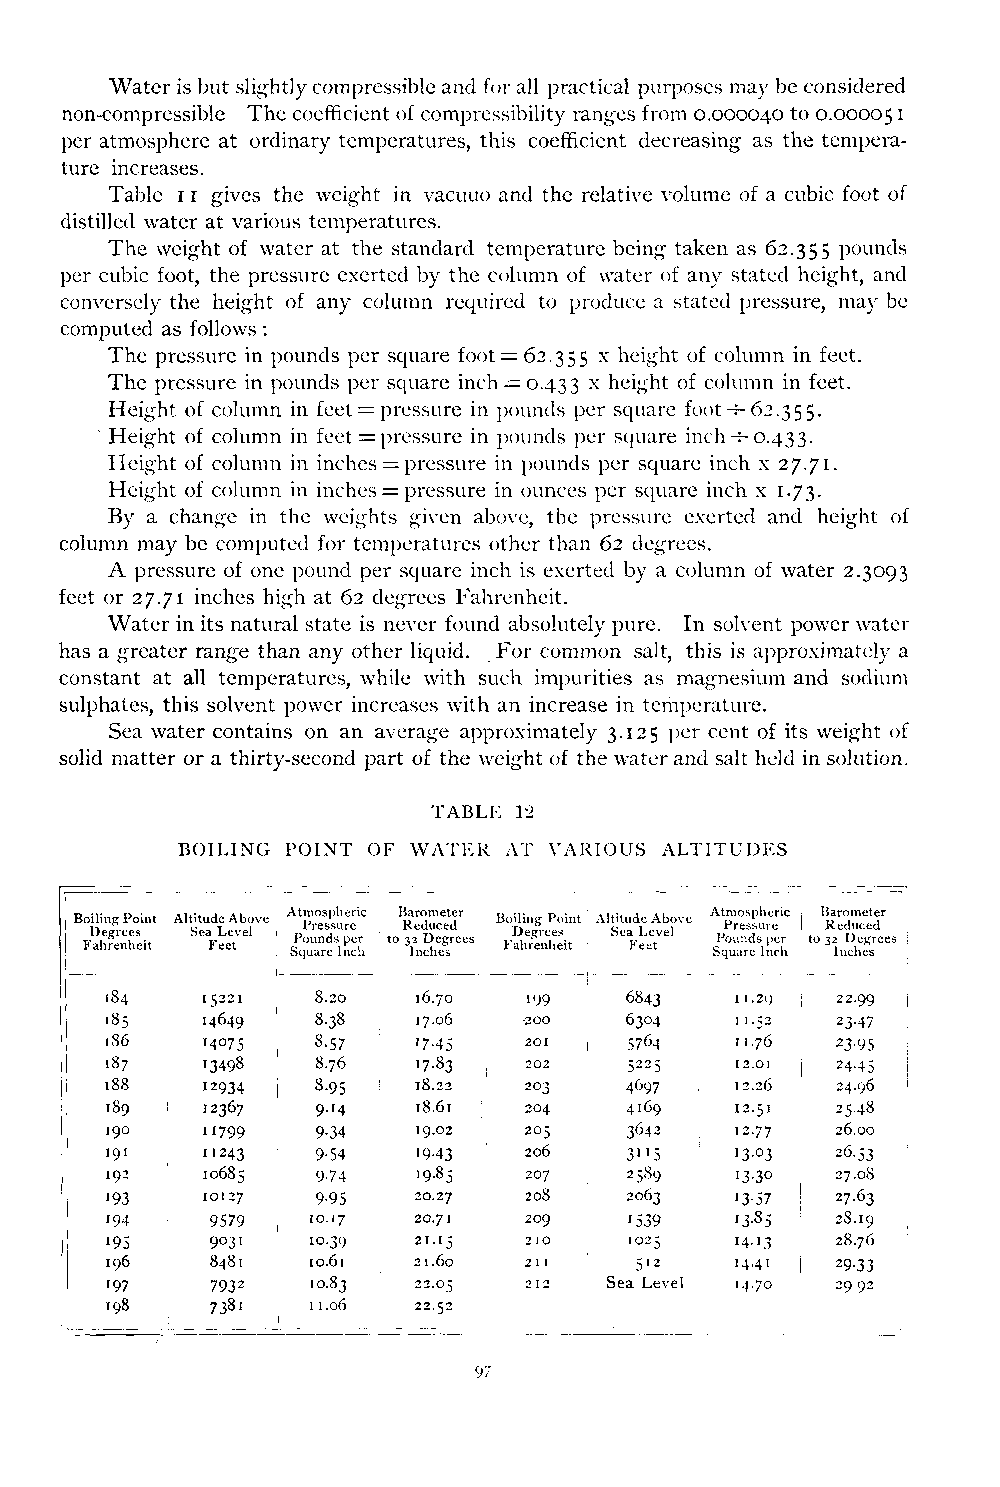 Water is but slightly compressible and for all practical purposes may be considered
non-compressible The coefficient of compressibility ranges from 0.000040 to 0.000051
per atmosphere at ordinary temperatures, this coefficient decreasing as the tempera-
ture increases.
Table 11 gives the weight in vacuuo and the relative volume of a cubic foot of
distilled water at various temperatures.
The weight of water at the standard temperature being taken as 62.355 pounds
per cubic foot, the pressure exerted by the column of water of any stated height, and
conversely the height of any column required to produce a stated pressure, may be
computed as follows:
The pressure in pounds per square foot = 62.355 x height of column in feet.
The pressure in pounds per square inch = 0.433 x height of column in feet.
Height of column in feet = pressure in pounds per square foot ÷ 62.355.
Height of column in feet = pressure in pounds per square inch ÷ 0.433.
Height of column in inches = pressure in pounds per square inch x 27.71.
Height of column in inches = pressure in ounces per square inch x 1.73.
By a change in the weights given above, the pressure exerted and height of
column may be computed for temperatures other than 62 degrees.
A pressure of one pound per square inch is exerted by a column of water 2.3093
feet or 27.71 inches high at 62 degrees Fahrenheit.
Water in its natural state is never found absolutely pure. In solvent power water
has a greater range than any other liquid. For common salt, this is approximately a
constant at all temperatures, while with such impurities as magnesium and sodium
sulphates, this solvent power increases with an increase in temperature.
Sea water contains on an average approximately 3.125 per cent of its weight of
solid matter or a thirty-second part of the weight of the water and salt held in solution.
TABLE 12
BOILING POINT OF WATER AT VARIOUS ALTITUDES
Boiling Point Degrees Fahrenheit Altitude Above Sea Level Feet Atmospheric Pressure Pounds per Square Inch Barometer Reduced to 32 Degrees Inches Boiling Point Degrees Fahrenheit Altitude Above Sea Level Feet Atmospheric Pressure Pounds per Square Inch Barometer Reduced to 32 Degrees Inches
184 15221 8.20 16.70 199 6843 11.29 22.99
185 14649 8.38 17.06 200 6304 11.52 23.47
186 14075 8.57 17.45 201 5764 11.76 23.95
187 13498 8.76 17.83 202 5225 12.01 24.45
188 12934 8.95 18.22 203 4697 12.26 24.96
189 12367 9.14 18.61 204 4169 12.51 25.48
190 11799 9.34 19.02 205 3642 12.77 26.00
191 11243 9.54 19.43 206 3115 13.03 26.53
192 10685 9.74 19.85 207 2589 13.30 27.08
193 10127 9.95 20.27 208 2063 13.57 27.63
194 9579 10.17 20.71 209 1539 13.85 28.19
195 9031 10.39 21.15 210 1025 14.13 28.76
196 8481 10.61 21.60 211 512 14.41 29.33
197 7932 10.83 22.05 212 Sea Level 14.70 29 92
198 7381 11.06 22.52
97